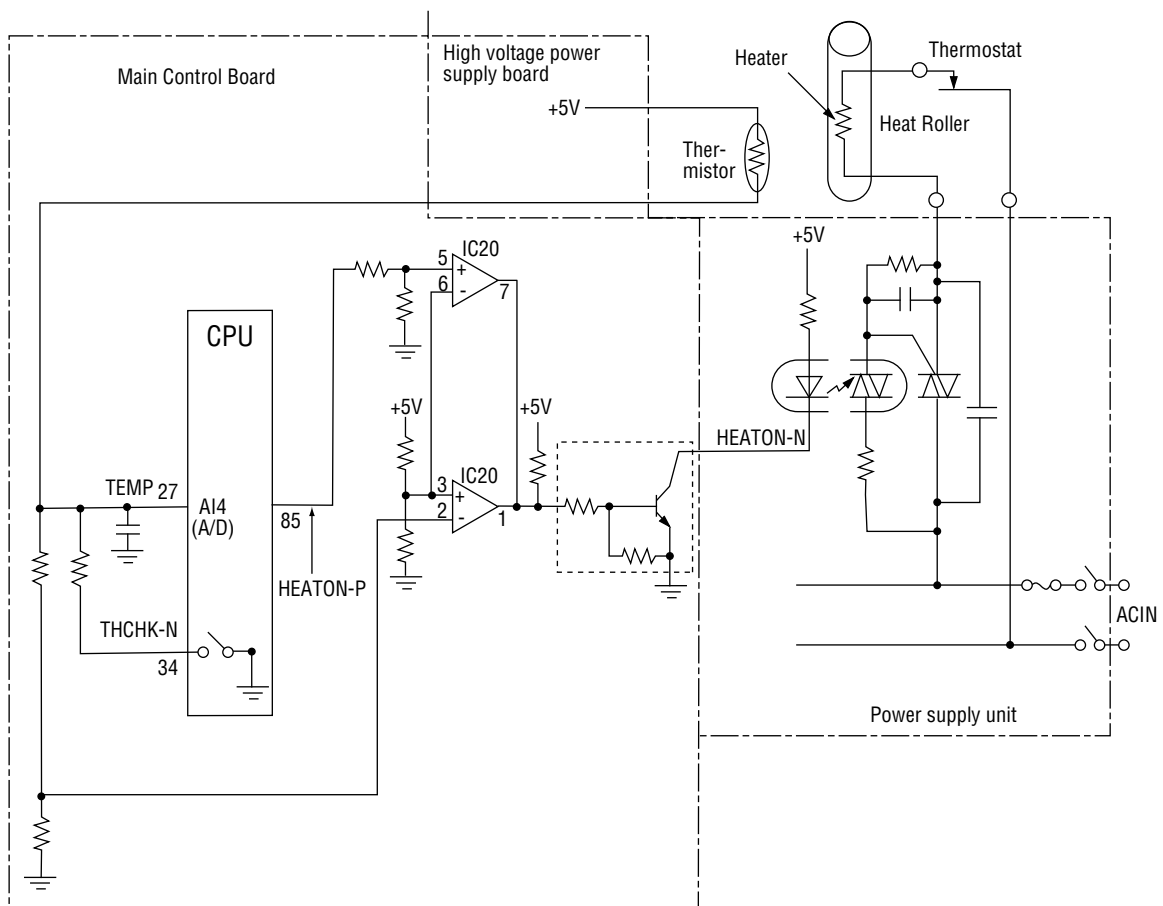 Main Control Board
High voltage power
supply board
+5V
Ther-
mistor
Heater
Thermostat
Heat Roller
+5V
IC20
5
+
6
-
7
CPU
+5V
+5V
HEATON-N
IC20
3
+
2
-
1
TEMP 27
AI4
(A/D)
85
HEATON-P
THCHK-N
34
ACIN
Power supply unit